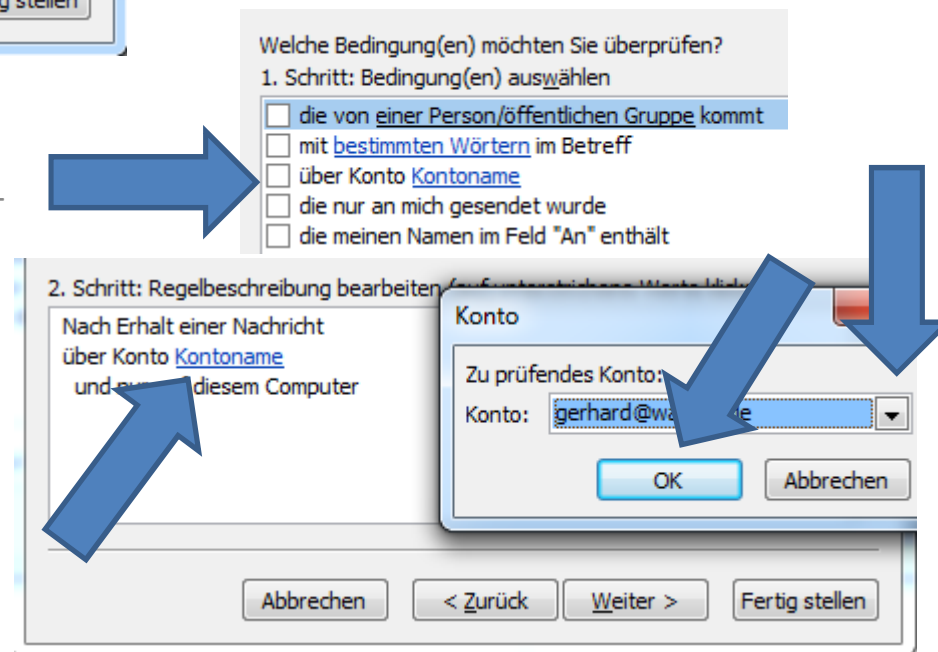 stellen
Welche Bedingung(en) möchten Sie überprüfen?
1. Schritt: Bedingung(en) auswählen
die von einer Person/öffentlichen Gruppe kommt
mit bestimmten Wörtern im Betreff
über Konto Kontoname
die nur an mich gesendet wurde
die meinen Namen im Feld "An" enthält
2. Schritt: Regelbeschreibung bearbeiten
Nach Erhalt einer Nachricht
über Konto Kontoname
und diesem Computer
Konto
Zu prüfendes Konto:
Konto: gerhard@
OK
Abbrechen
Abbrechen
< Zurück
Weiter >
Fertig stellen